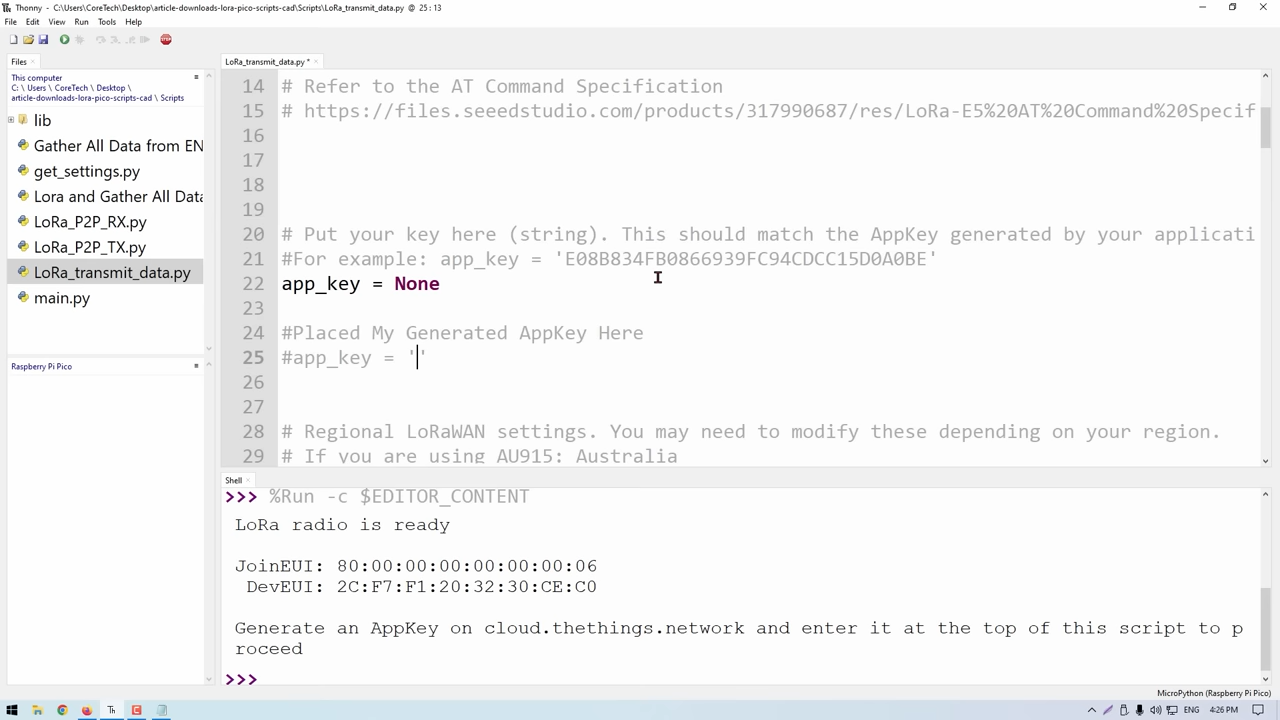 Thonny - C:\Users\CoreTech\Desktop\article-downloads-lora-pico-scripts-cad\Scripts\LoRa_transmit_data.py @ 25 : 13
File Edit View Run Tools Help
STOP
Files
This computer
C: \ Users \ CoreTech \ Desktop \
article-downloads-lora-pico-scripts-cad \ Scripts
lib
Gather All Data from EN
get_settings.py
Lora and Gather All Data
LoRa_P2P_RX.py
LoRa_P2P_TX.py
LoRa_transmit_data.py
main.py
Raspberry Pi Pico
LoRa_transmit_data.py *
14 # Refer to the AT Command Specification
15 # https://files.seeedstudio.com/products/317990687/res/LoRa-E5%20AT%20Command%20Specif
16
17
18
19
20 # Put your key here (string). This should match the AppKey generated by your applicati
21 #For example: app_key = 'E08B834FB0866939FC94CDCC15D0A0BE'
22 app_key = None
23
24 #Placed My Generated AppKey Here
25 #app_key = ''
26
27
28 # Regional LoRaWAN settings. You may need to modify these depending on your region.
29 # If you are using AU915: Australia
Shell
>>> %Run -c $EDITOR_CONTENT
LoRa radio is ready
JoinEUI: 80:00:00:00:00:00:00:06
DevEUI: 2C:F7:F1:20:32:30:CE:C0
Generate an AppKey on cloud.thethings.network and enter it at the top of this script to p
roceed
>>>
MicroPython (Raspberry Pi Pico)
ENG 4:26 PM